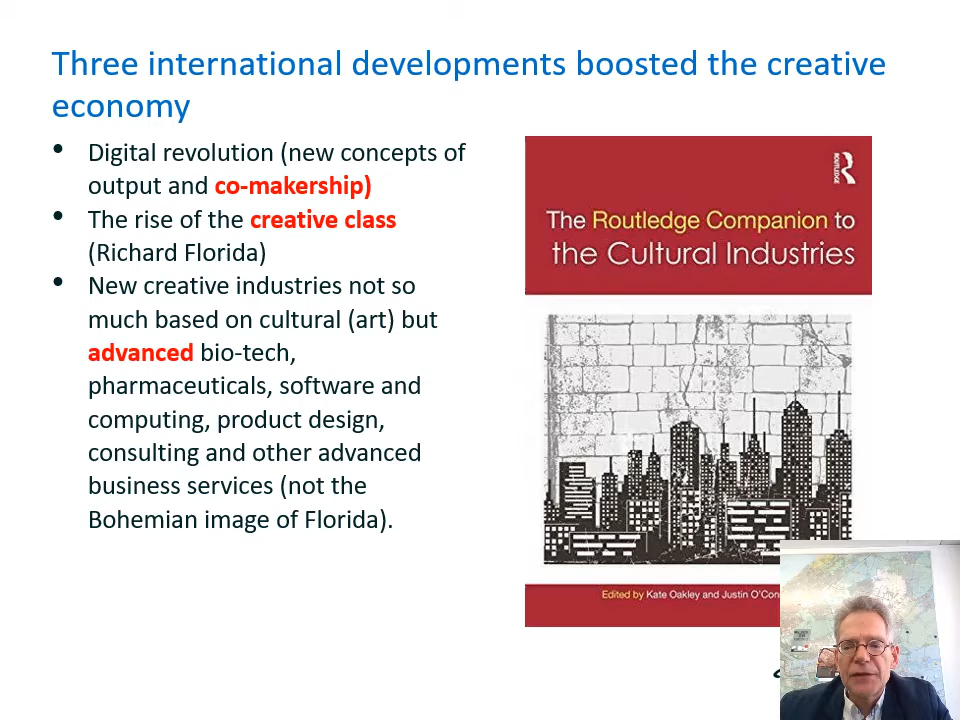 Three international developments boosted the creative
economy
• Digital revolution (new concepts of
output and co-makership)
• The rise of the creative class
(Richard Florida)
• New creative industries not so
much based on cultural (art) but
advanced bio-tech,
pharmaceuticals, software and
computing, product design,
consulting and other advanced
business services (not the
Bohemian image of Florida).
ROUTLEDGE
The Routledge Companion to
the Cultural Industries
Edited by Kate Oakley and Justin O'Con